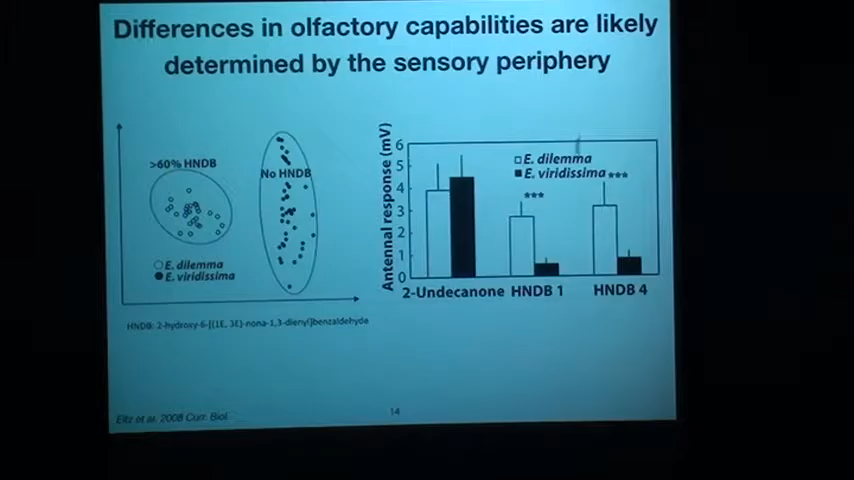 Differences in olfactory capabilities are likely
determined by the sensory periphery
>60% HNDB
No HNDB
E. dilemma
E. viridissima
HNDB: 2-hydroxy-6-[(1E, 3E)-nona-1,3-dienyl]benzaldehyde
Antennal response (mV)
6
5
4
3
2
1
0
E. dilemma
E. viridissima
***
***
2-Undecanone HNDB 1 HNDB 4
Eltz et al. 2008 Curr. Biol
14